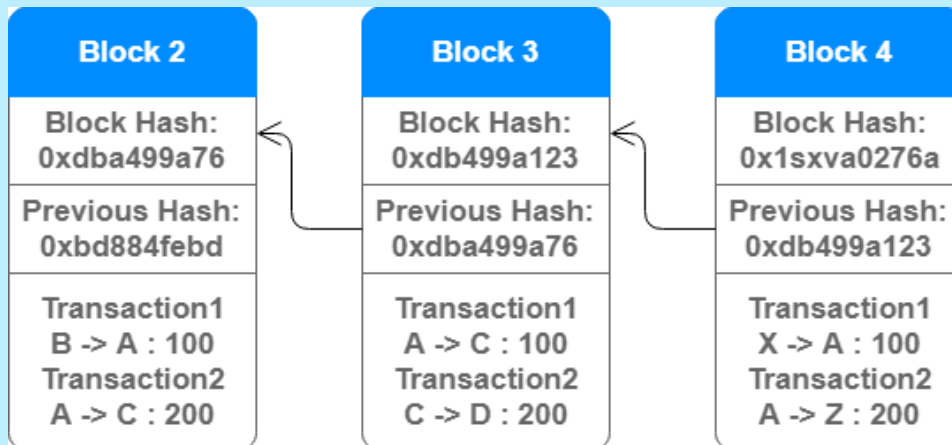 Block 2
Block Hash:
0xdba499a76
Previous Hash:
0xbd884febd
Transaction1
B -> A : 100
Transaction2
A -> C : 200
Block 3
Block Hash:
0xdb499a123
Previous Hash:
0xdba499a76
Transaction1
A -> C : 100
Transaction2
C -> D : 200
Block 4
Block Hash:
0x1sxva0276a
Previous Hash:
0xdb499a123
Transaction1
X -> A : 100
Transaction2
A -> Z : 200